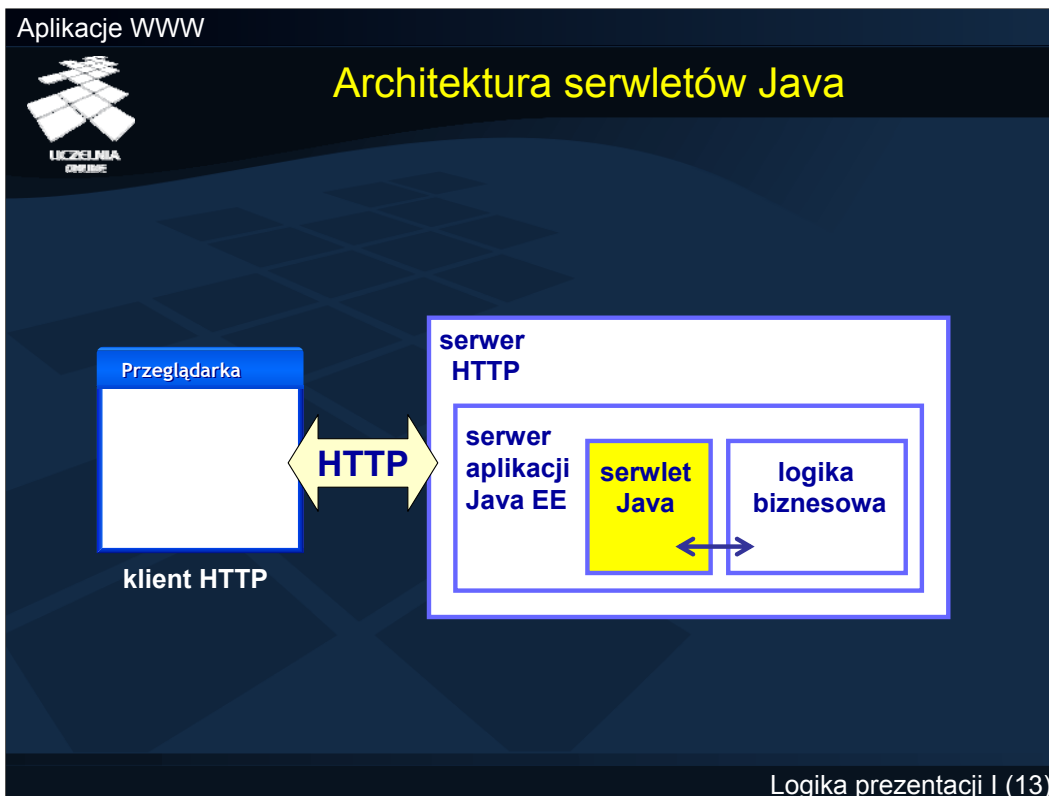 Aplikacje WWW
Architektura serwletów Java
UCZELNIA
ONLINE
Przeglądarka
klient HTTP
HTTP
serwer
HTTP
serwer
aplikacji
Java EE
serwlet
Java
logika
biznesowa
Logika prezentacji I (13)